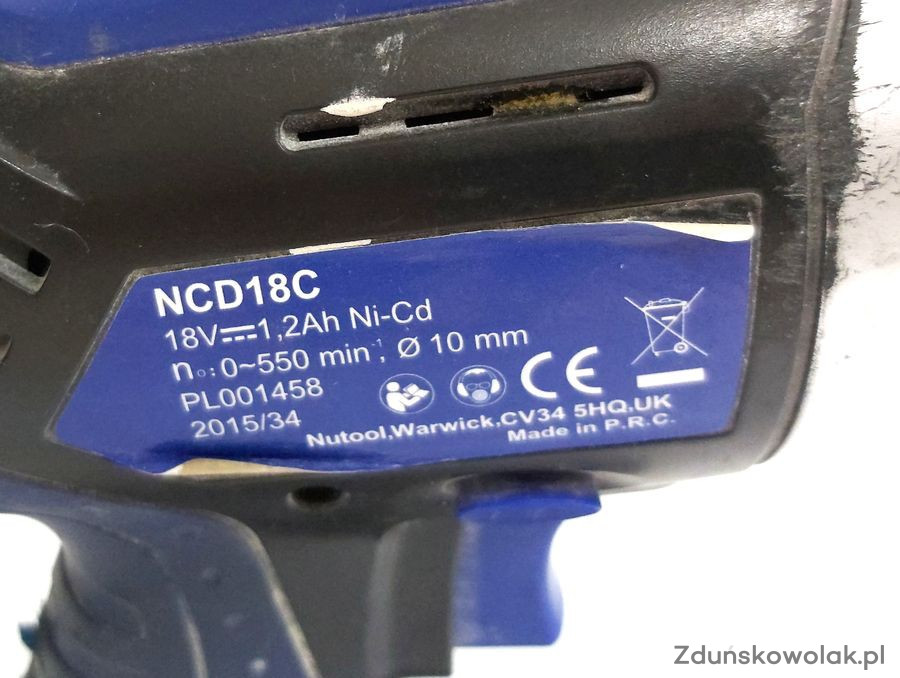 NCD18C
18V⎓1,2Ah Ni-Cd
n₀:0~550 min⁻¹, Ø 10 mm
PL001458
2015/34
CE
Nutool,Warwick,CV34 5HQ,UK
Made in P.R.C.
Zdunskowolak.pl